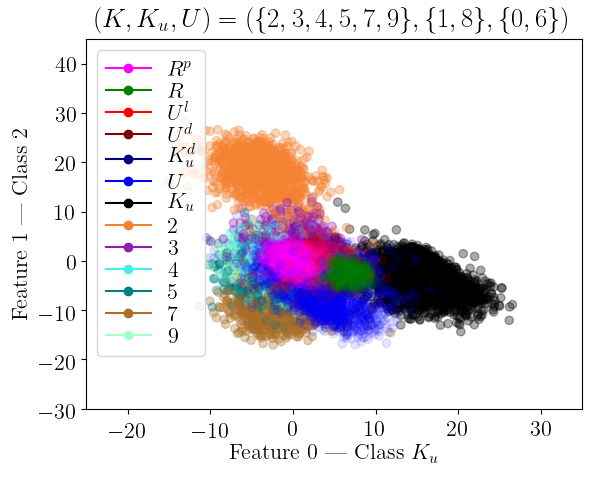 (K, K_u, U) = ({2, 3, 4, 5, 7, 9}, {1, 8}, {0, 6})
Feature 1 — Class 2
40
30
20
10
0
−10
−20
−30
R^p
R
U^l
U^d
K_u^d
U
K_u
2
3
4
5
7
9
−20 −10 0 10 20 30
Feature 0 — Class K_u